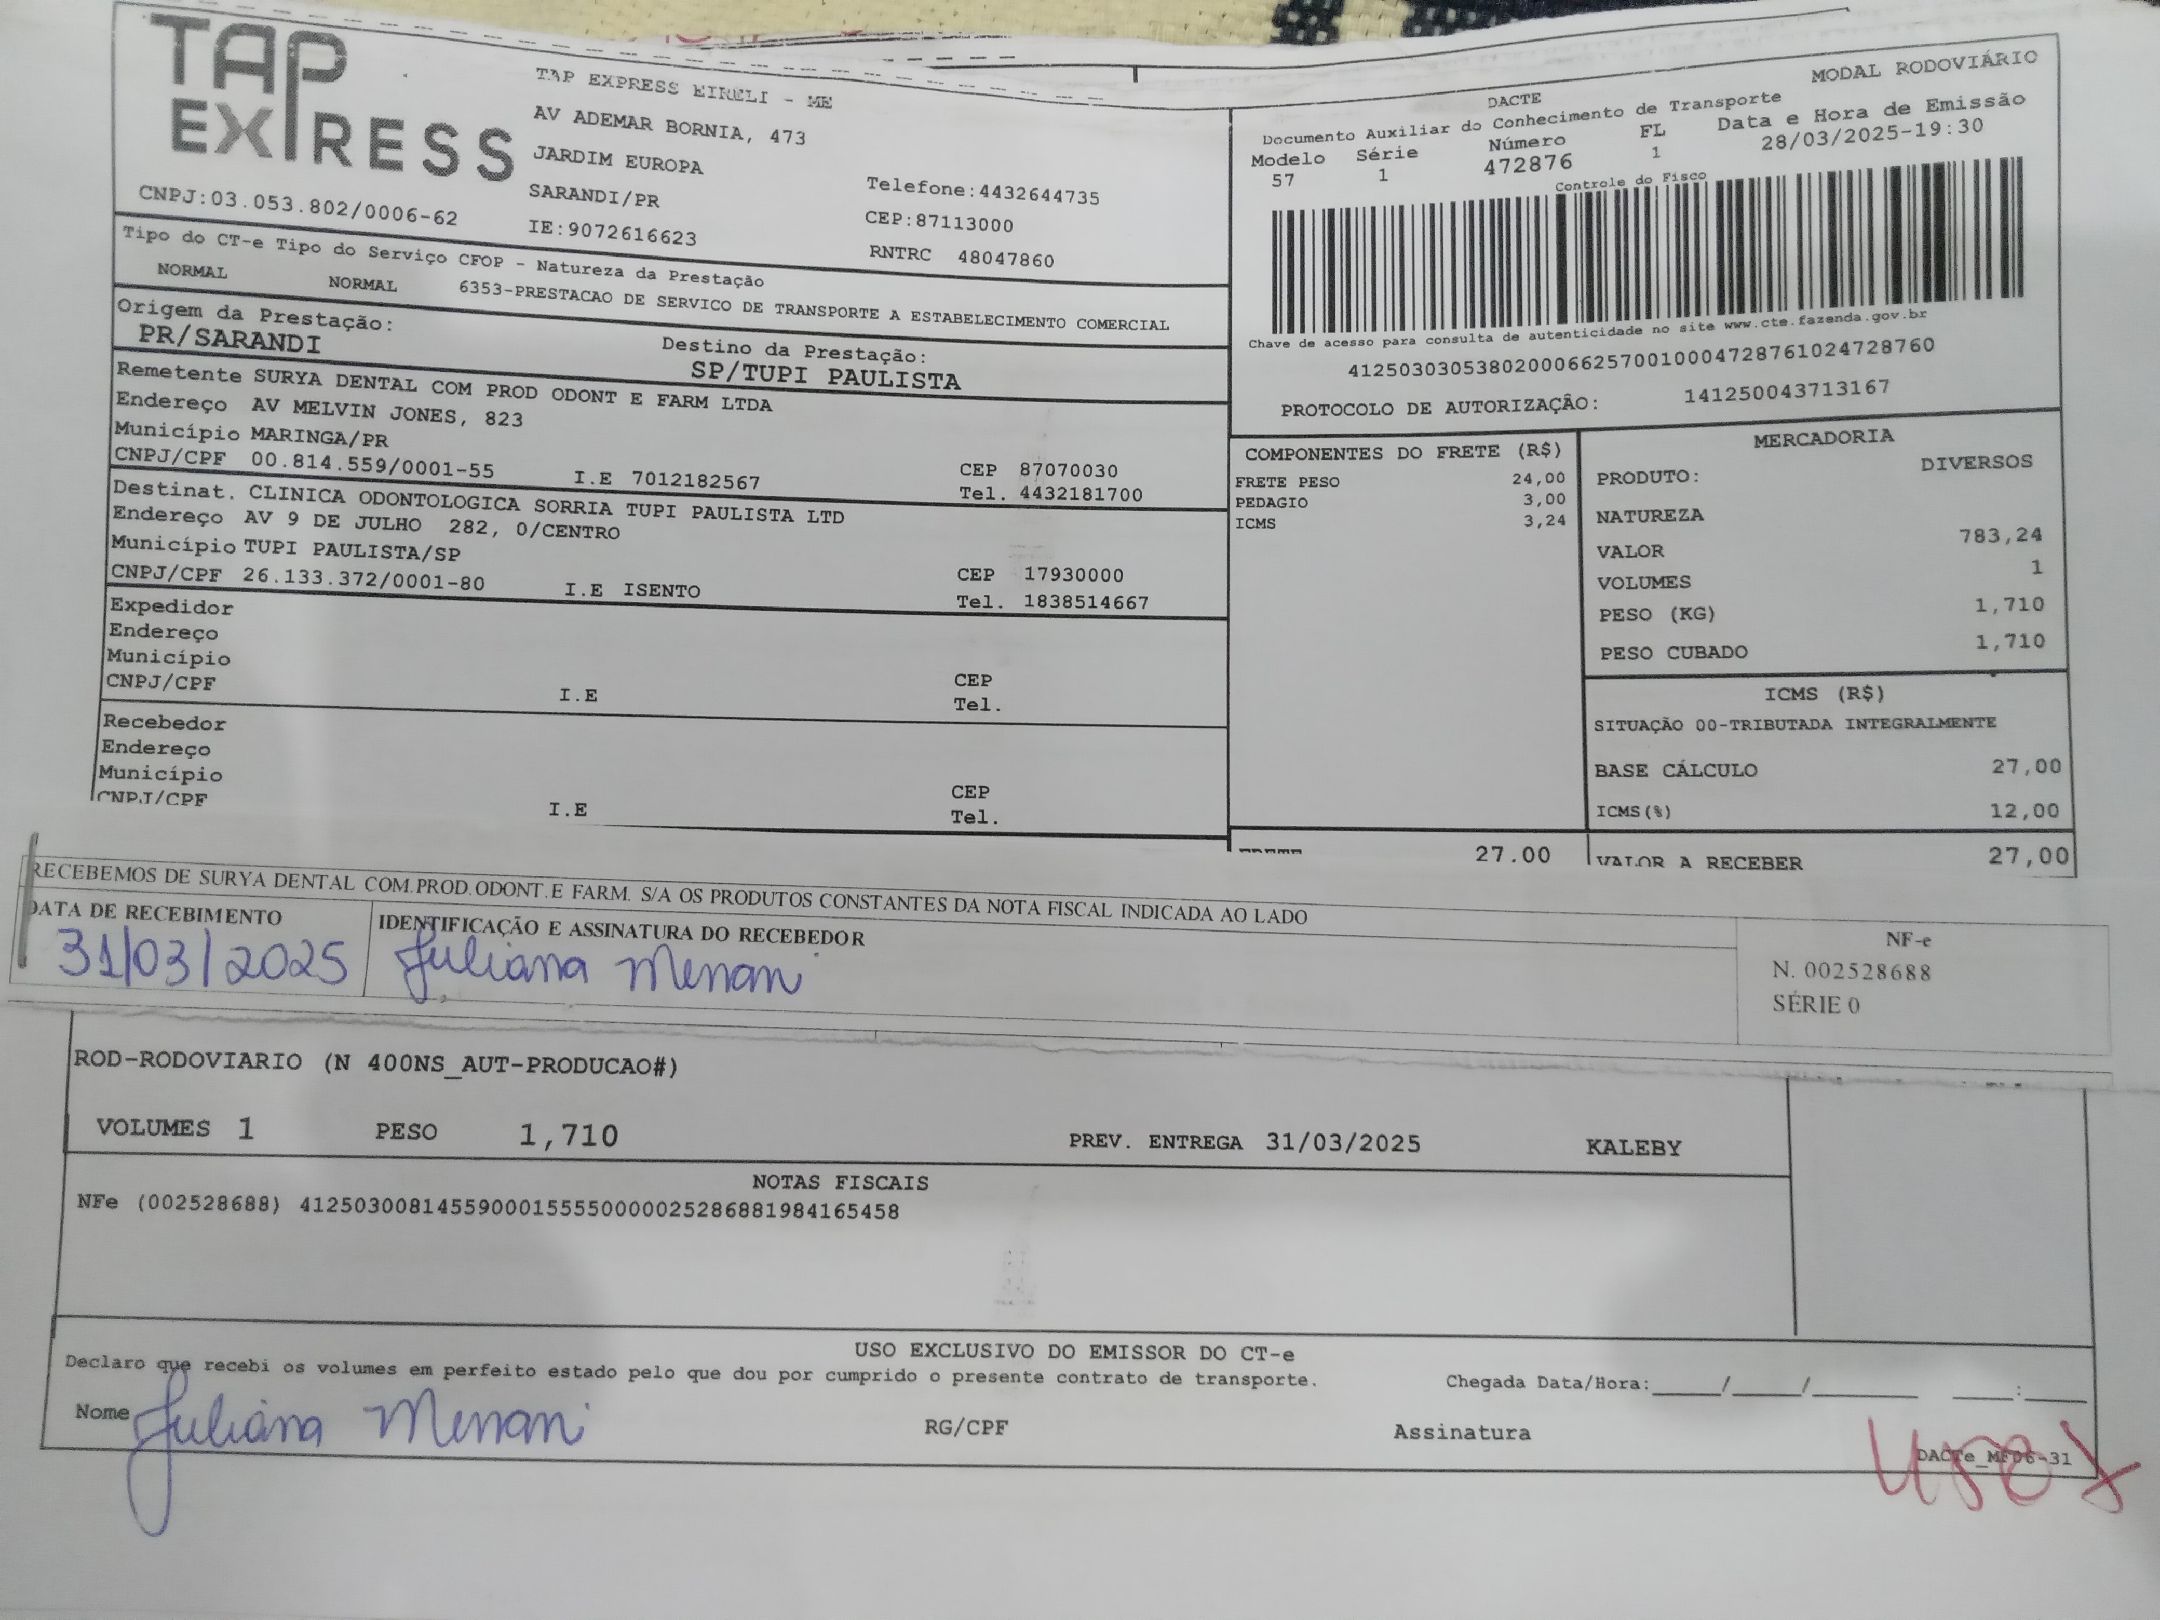 TAP
EXPRESS
TAP EXPRESS EIRELI - ME
AV ADEMAR BORNIA, 473
JARDIM EUROPA
SARANDI/PR
Telefone:4432644735
CNPJ:03.053.802/0006-62
CEP:87113000
IE:9072616623
RNTRC 48047860
MODAL RODOVIÁRIO
DACTE
Documento Auxiliar do Conhecimento de Transporte
Modelo Série Número FL Data e Hora de Emissão
57 1 472876 1 28/03/2025-19:30
Controle do Fisco
Chave de acesso para consulta de autenticidade no site www.cte.fazenda.gov.br
41250303053802000662570010004728761024728760
PROTOCOLO DE AUTORIZAÇÃO: 141250043713167
Tipo do CT-e Tipo do Serviço CFOP - Natureza da Prestação
NORMAL NORMAL 6353-PRESTACAO DE SERVICO DE TRANSPORTE A ESTABELECIMENTO COMERCIAL
Origem da Prestação: Destino da Prestação:
PR/SARANDI SP/TUPI PAULISTA
Remetente SURYA DENTAL COM PROD ODONT E FARM LTDA
Endereço AV MELVIN JONES, 823
Município MARINGA/PR CEP 87070030
CNPJ/CPF 00.814.559/0001-55 I.E 7012182567 Tel. 4432181700
Destinat. CLINICA ODONTOLOGICA SORRIA TUPI PAULISTA LTD
Endereço AV 9 DE JULHO 282, 0/CENTRO
Município TUPI PAULISTA/SP CEP 17930000
CNPJ/CPF 26.133.372/0001-80 I.E ISENTO Tel. 1838514667
Expedidor
Endereço
Município CEP
CNPJ/CPF I.E Tel.
Recebedor
Endereço
Município CEP
CNPJ/CPF I.E Tel.
COMPONENTES DO FRETE (R$)
FRETE PESO 24,00
PEDAGIO 3,00
ICMS 3,24
27.00
MERCADORIA
PRODUTO: DIVERSOS
NATUREZA
VALOR 783,24
VOLUMES 1
PESO (KG) 1,710
PESO CUBADO 1,710
ICMS (R$)
SITUAÇÃO 00-TRIBUTADA INTEGRALMENTE
BASE CÁLCULO 27,00
ICMS(%) 12,00
VALOR A RECEBER 27,00
RECEBEMOS DE SURYA DENTAL COM.PROD.ODONT.E FARM. S/A OS PRODUTOS CONSTANTES DA NOTA FISCAL INDICADA AO LADO
DATA DE RECEBIMENTO IDENTIFICAÇÃO E ASSINATURA DO RECEBEDOR
31/03/2025 Juliana Menani
NF-e
N. 002528688
SÉRIE 0
ROD-RODOVIARIO (N 400NS_AUT-PRODUCAO#)
VOLUMES 1 PESO 1,710 PREV. ENTREGA 31/03/2025 KALEBY
NOTAS FISCAIS
NFe (002528688) 41250300814559000155550000025286881984165458
USO EXCLUSIVO DO EMISSOR DO CT-e
Declaro que recebi os volumes em perfeito estado pelo que dou por cumprido o presente contrato de transporte.
Chegada Data/Hora:____/____/______ ____:____
Nome Juliana Menani RG/CPF Assinatura
DACTe_MF06-31